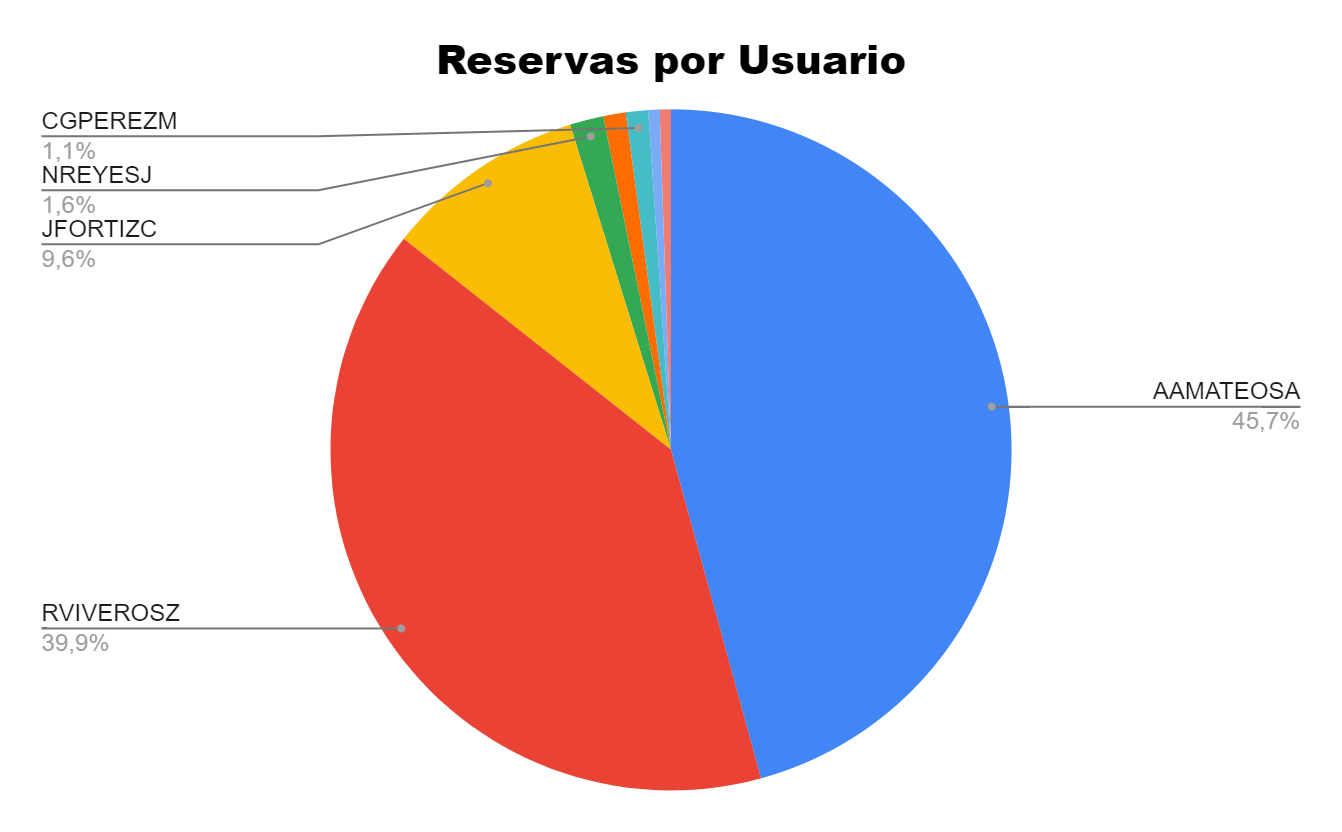 Reservas por Usuario
CGPEREZM
1,1%
NREYESJ
1,6%
JFORTIZC
9,6%
AAMATEOSA
45,7%
RVIVEROSZ
39,9%